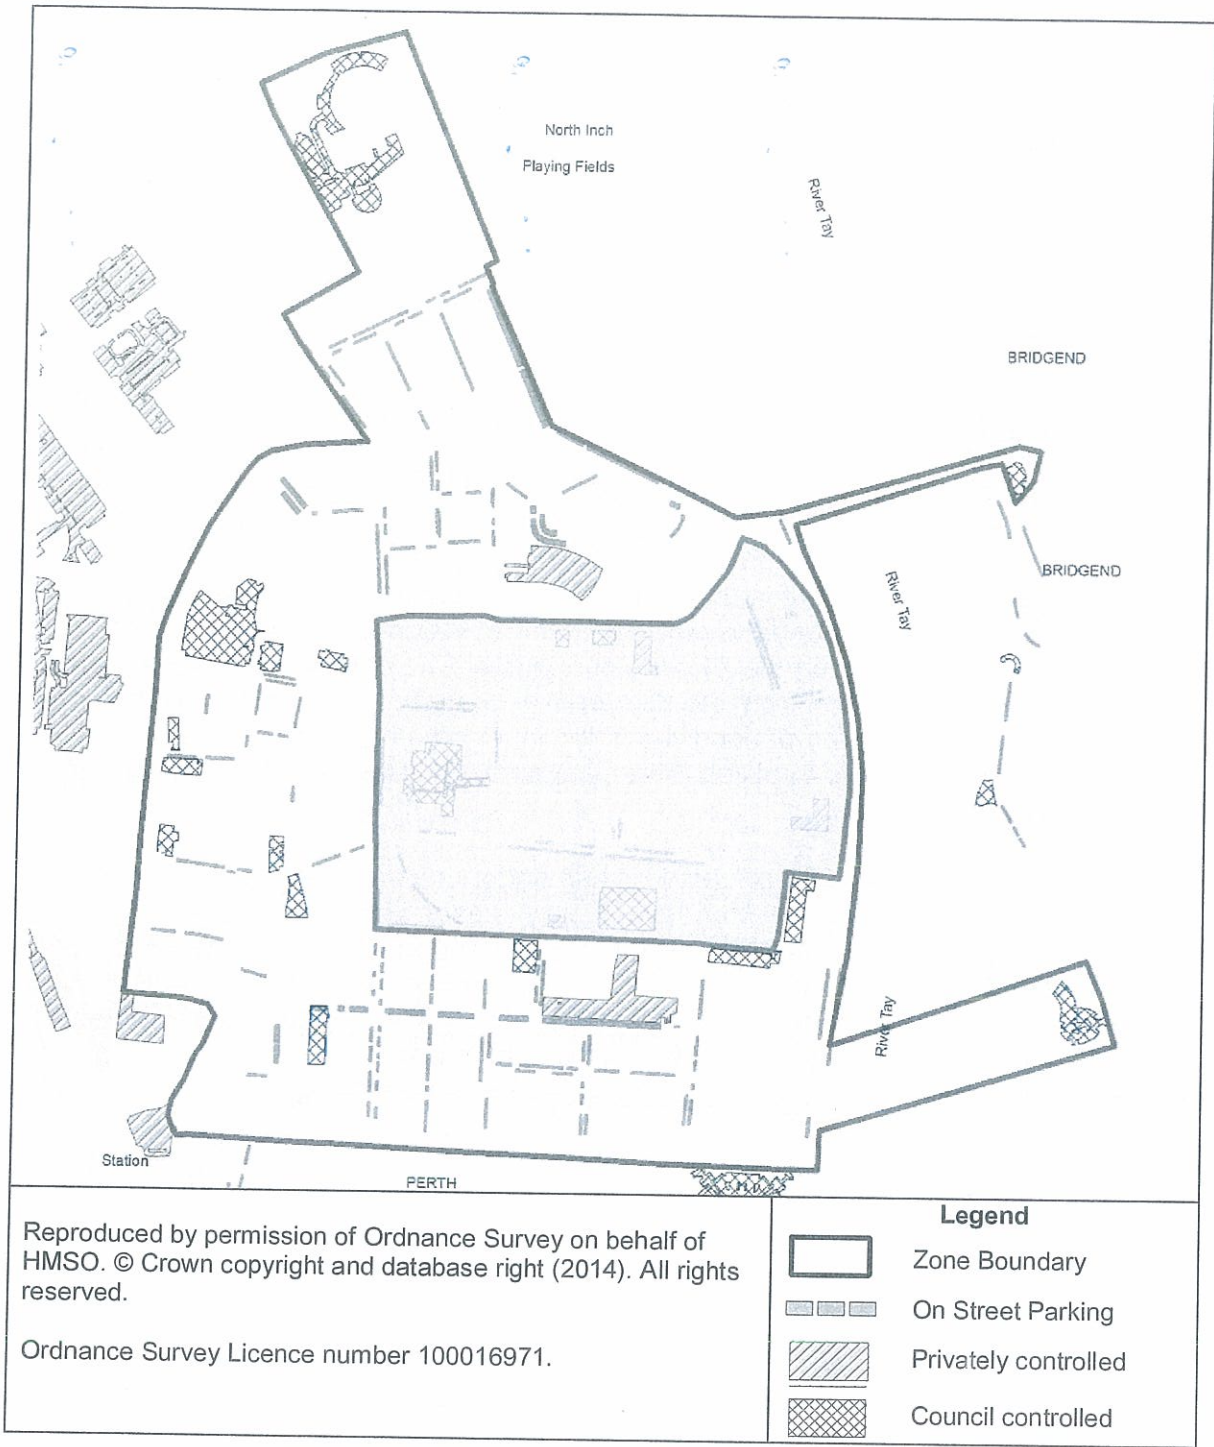 North Inch
Playing Fields
River Tay
BRIDGEND
BRIDGEND
River Tay
River Tay
Station
PERTH
Reproduced by permission of Ordnance Survey on behalf of
HMSO. © Crown copyright and database right (2014). All rights
reserved.
Ordnance Survey Licence number 100016971.
Legend
Zone Boundary
On Street Parking
Privately controlled
Council controlled